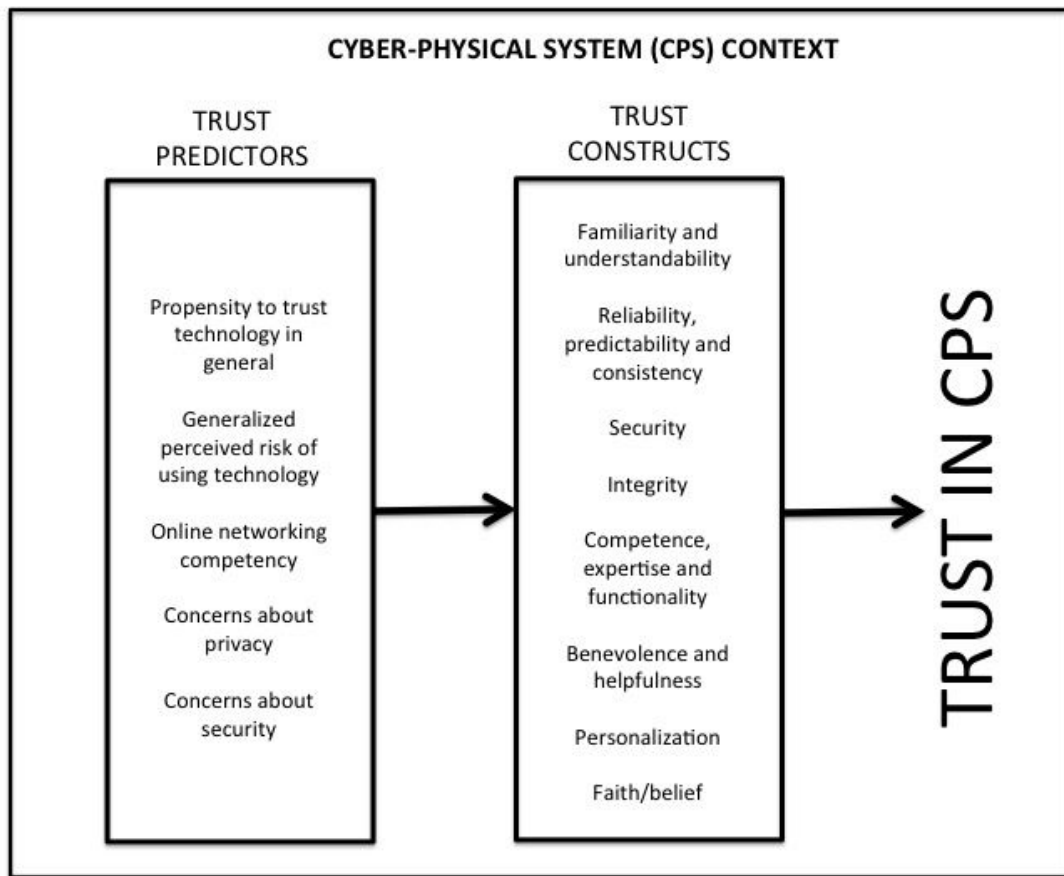 CYBER-PHYSICAL SYSTEM (CPS) CONTEXT
TRUST
PREDICTORS
Propensity to trust
technology in
general
Generalized
perceived risk of
using technology
Online networking
competency
Concerns about
privacy
Concerns about
security
TRUST
CONSTRUCTS
Familiarity and
understandability
Reliability,
predictability and
consistency
Security
Integrity
Competence,
expertise and
functionality
Benevolence and
helpfulness
Personalization
Faith/belief
TRUST IN CPS